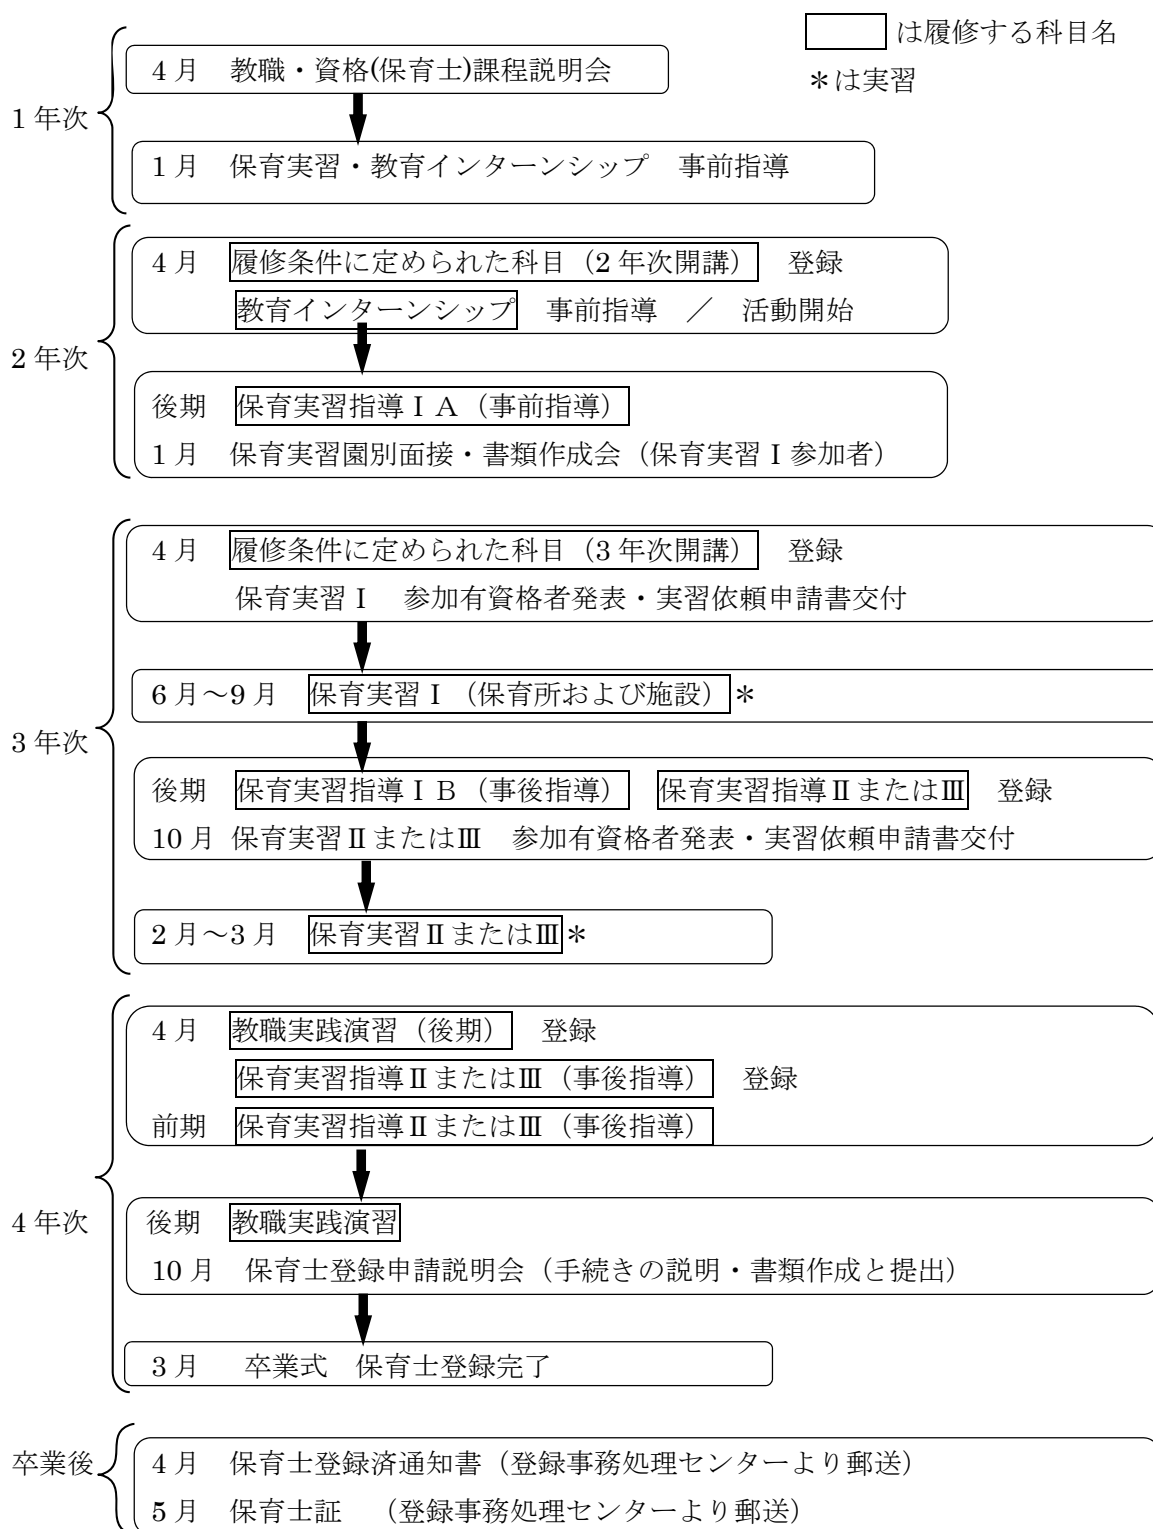 は履修する科目名
＊は実習
1年次
4月　教職・資格(保育士)課程説明会
1月　保育実習・教育インターンシップ　事前指導
2年次
4月　履修条件に定められた科目（2年次開講）　登録
教育インターンシップ　事前指導　／　活動開始
後期　保育実習指導ⅠA（事前指導）
1月　保育実習園別面接・書類作成会（保育実習Ⅰ参加者）
3年次
4月　履修条件に定められた科目（3年次開講）　登録
保育実習Ⅰ　参加有資格者発表・実習依頼申請書交付
6月～9月　保育実習Ⅰ（保育所および施設）＊
後期　保育実習指導ⅠB（事後指導）　保育実習指導ⅡまたはⅢ　登録
10月　保育実習ⅡまたはⅢ　参加有資格者発表・実習依頼申請書交付
2月～3月　保育実習ⅡまたはⅢ＊
4年次
4月　教職実践演習（後期）　登録
保育実習指導ⅡまたはⅢ（事後指導）　登録
前期　保育実習指導ⅡまたはⅢ（事後指導）
後期　教職実践演習
10月　保育士登録申請説明会（手続きの説明・書類作成と提出）
3月　卒業式　保育士登録完了
卒業後
4月　保育士登録済通知書（登録事務処理センターより郵送）
5月　保育士証　（登録事務処理センターより郵送）